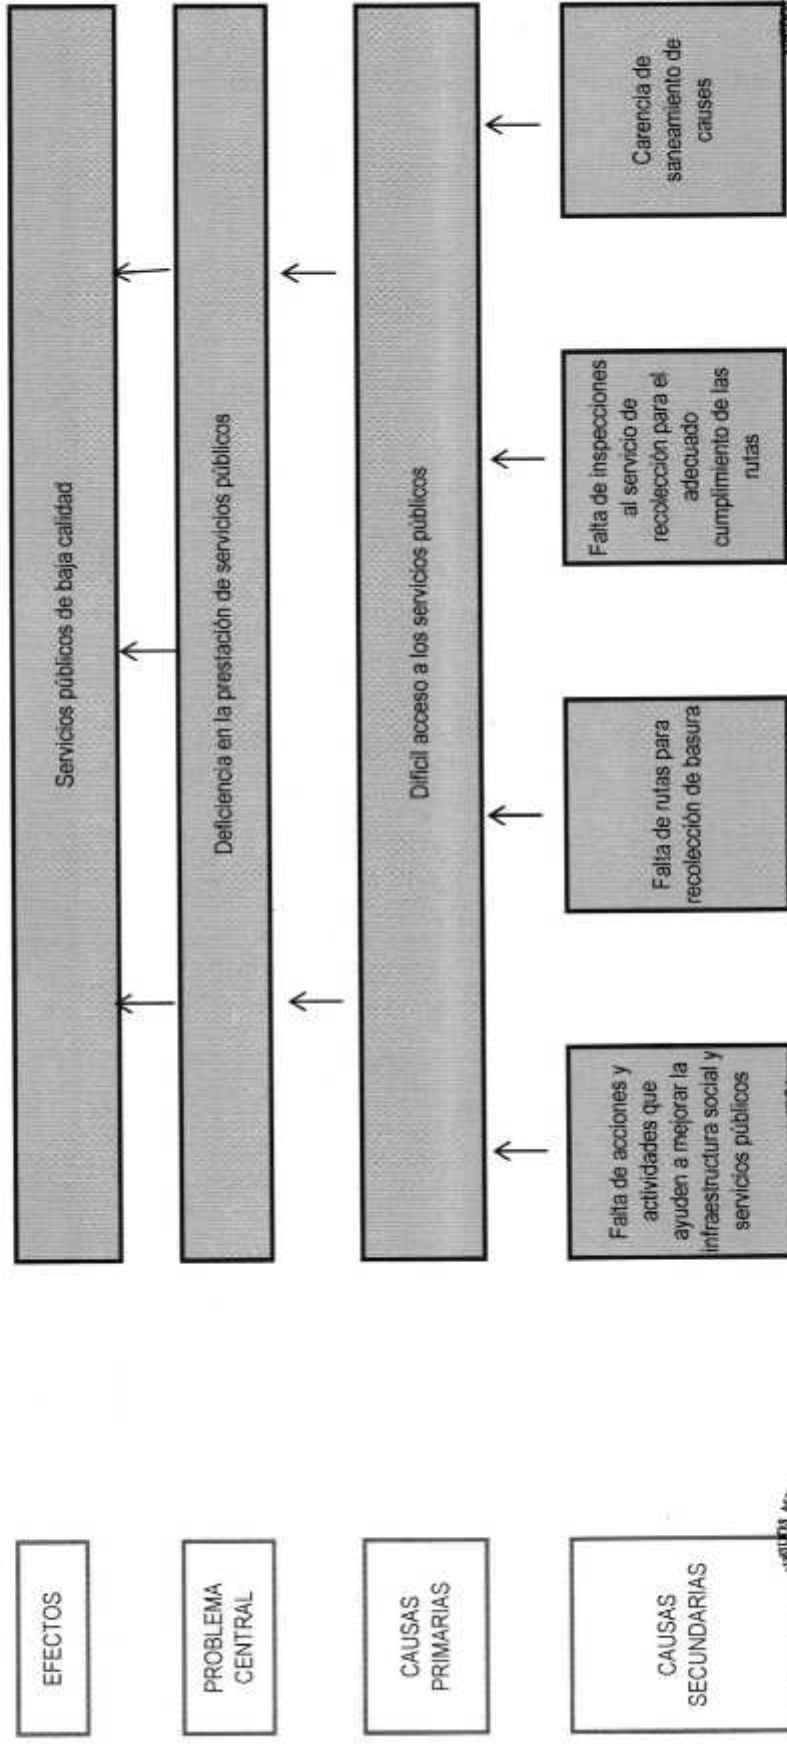 EFECTOS
Servicios públicos de baja calidad
PROBLEMA
CENTRAL
Deficiencia en la prestación de servicios públicos
CAUSAS
PRIMARIAS
Difícil acceso a los servicios públicos
CAUSAS
SECUNDARIAS
Falta de acciones y
actividades que
ayuden a mejorar la
infraestructura social y
servicios públicos
Falta de rutas para
recolección de basura
Falta de inspecciones
al servicio de
recolección para el
adecuado
cumplimiento de las
rutas
Carencia de
saneamiento de
causes